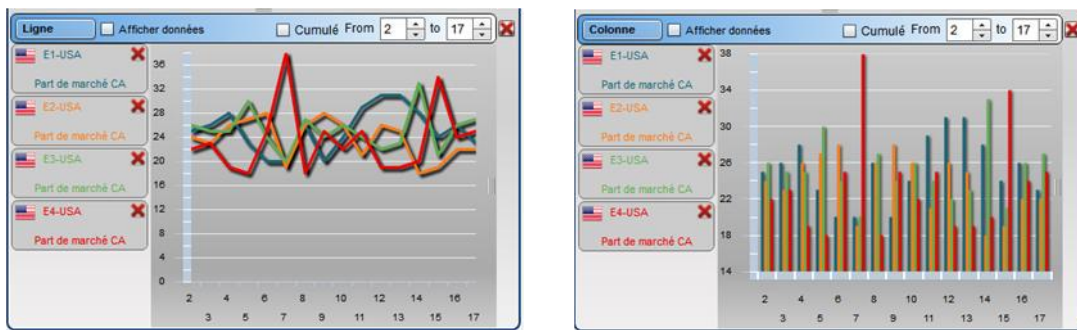 Ligne Afficher données Cumulé From 2 to 17
E1-USA
Part de marché CA
E2-USA
Part de marché CA
E3-USA
Part de marché CA
E4-USA
Part de marché CA
36
32
28
24
20
16
12
8
4
0
2 4 6 8 10 12 14 16
3 5 7 9 11 13 15 17
Colonne Afficher données Cumulé From 2 to 17
E1-USA
Part de marché CA
E2-USA
Part de marché CA
E3-USA
Part de marché CA
E4-USA
Part de marché CA
38
34
30
26
22
18
14
2 4 6 8 10 12 14 16
3 5 7 9 11 13 15 17